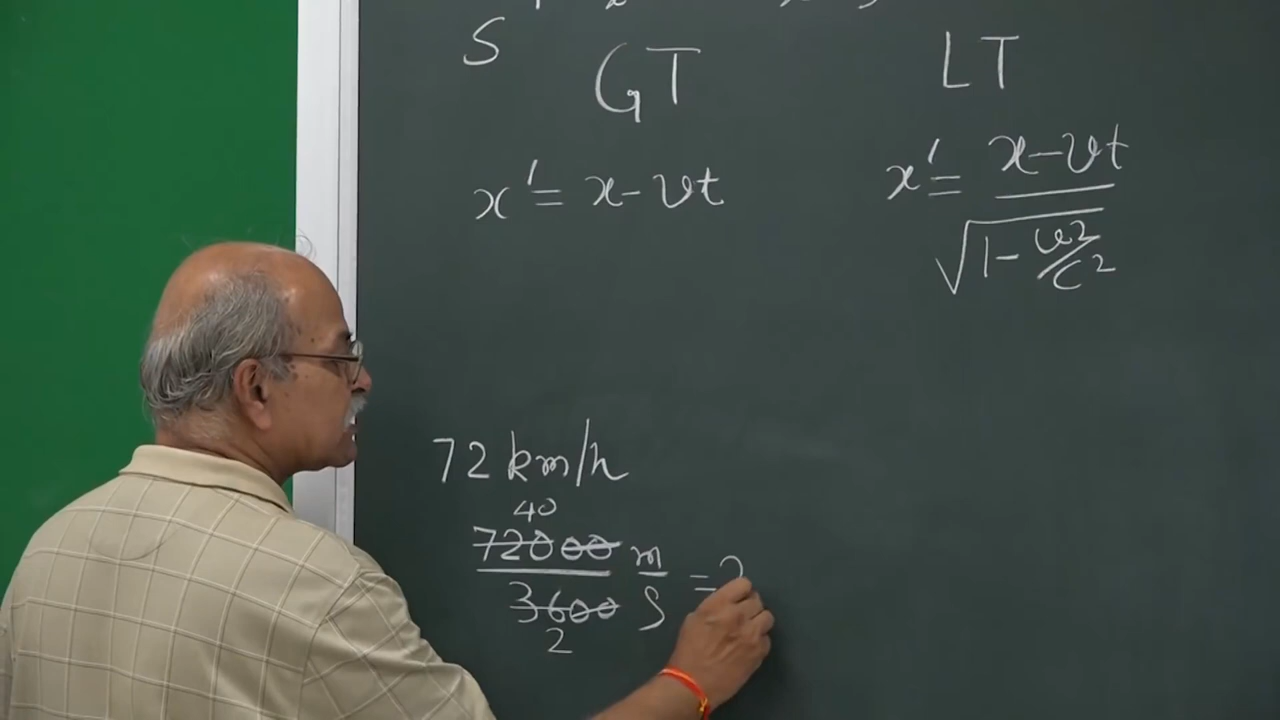 S
GT
LT
x' = x - vt
x' = (x - vt) / √(1 - v²/c²)
72 km/h
40
72000 m
3600 s
2
= 2